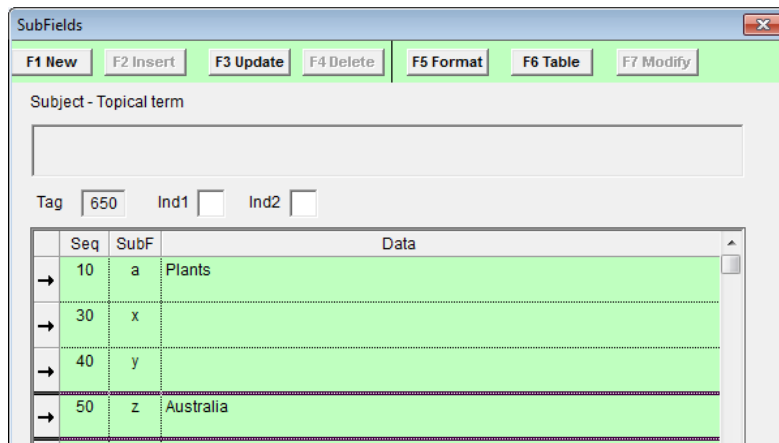 SubFields
F1 New F2 Insert F3 Update F4 Delete F5 Format F6 Table F7 Modify
Subject - Topical term
Tag 650 Ind1 Ind2
Seq SubF Data
10 a Plants
30 x
40 y
50 z Australia